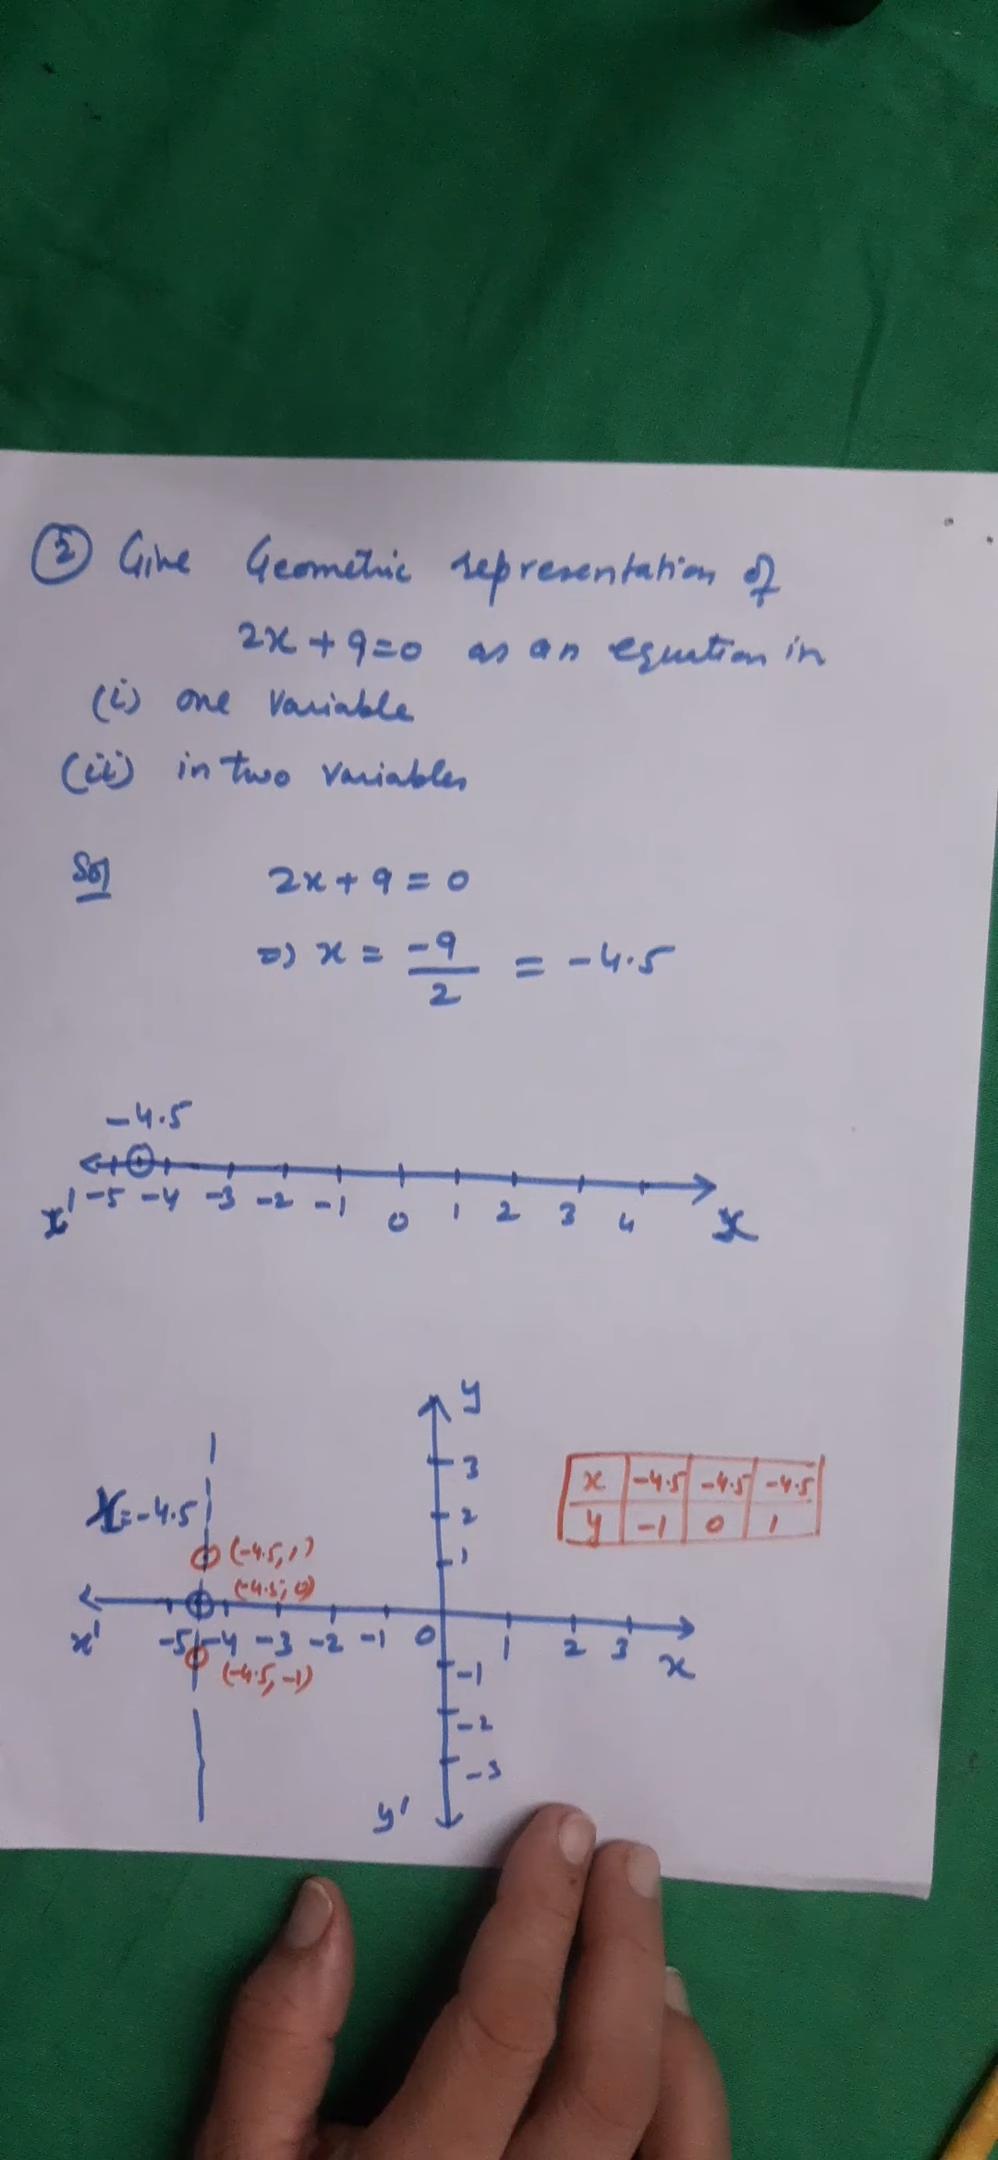 ② Give Geometric representation of
2x + 9 = 0 as an equation in
(i) one variable
(ii) in two variables
Sol
2x + 9 = 0
⇒ x = -9/2 = -4.5
-4.5
-5 -4 -3 -2 -1 0 1 2 3 4
x' x
y
3
2
1
x = -4.5
x -4.5 -4.5 -4.5
y -1 0 1
(-4.5, 1)
(-4.5, 0)
x' -5 -4 -3 -2 -1 0 1 2 3 x
(-4.5, -1)
-1
-2
-3
y'